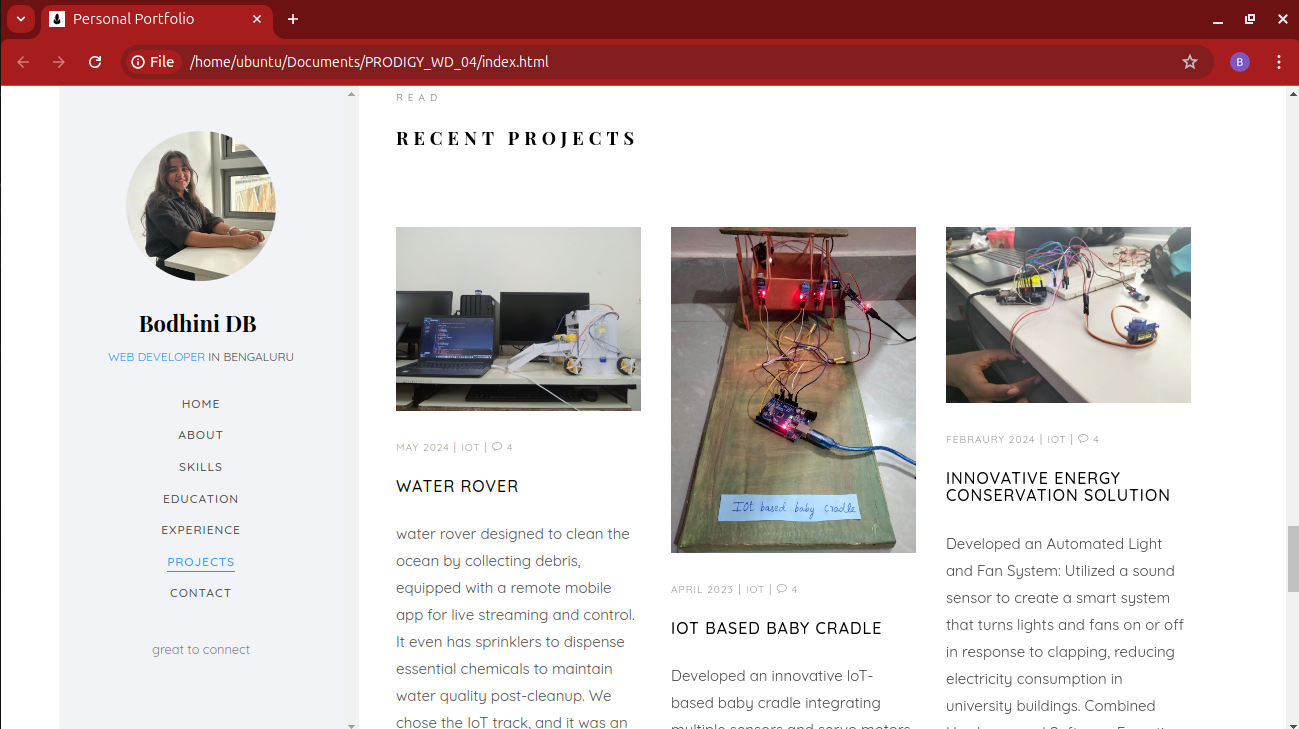 Personal Portfolio
File /home/ubuntu/Documents/PRODIGY_WD_04/index.html
B
Bodhini DB
WEB DEVELOPER IN BENGALURU
HOME
ABOUT
SKILLS
EDUCATION
EXPERIENCE
PROJECTS
CONTACT
great to connect
READ
RECENT PROJECTS
MAY 2024 | IOT | 4
WATER ROVER
water rover designed to clean the
ocean by collecting debris,
equipped with a remote mobile
app for live streaming and control.
It even has sprinklers to dispense
essential chemicals to maintain
water quality post-cleanup. We
chose the IoT track, and it was an
IOt based baby cradle
APRIL 2023 | IOT | 4
IOT BASED BABY CRADLE
Developed an innovative IoT-
based baby cradle integrating
multiple sensors and servo motors
FEBRAURY 2024 | IOT | 4
INNOVATIVE ENERGY
CONSERVATION SOLUTION
Developed an Automated Light
and Fan System: Utilized a sound
sensor to create a smart system
that turns lights and fans on or off
in response to clapping, reducing
electricity consumption in
university buildings. Combined